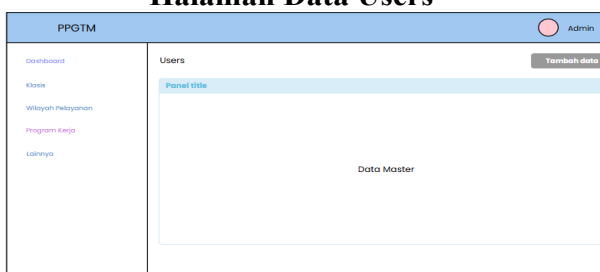 Halaman Data Users
PPGTM
Admin
Dashboard
Klasis
Wilayah Pelayanan
Program Kerja
Lainnya
Users
Tambah data
Panel title
Data Master